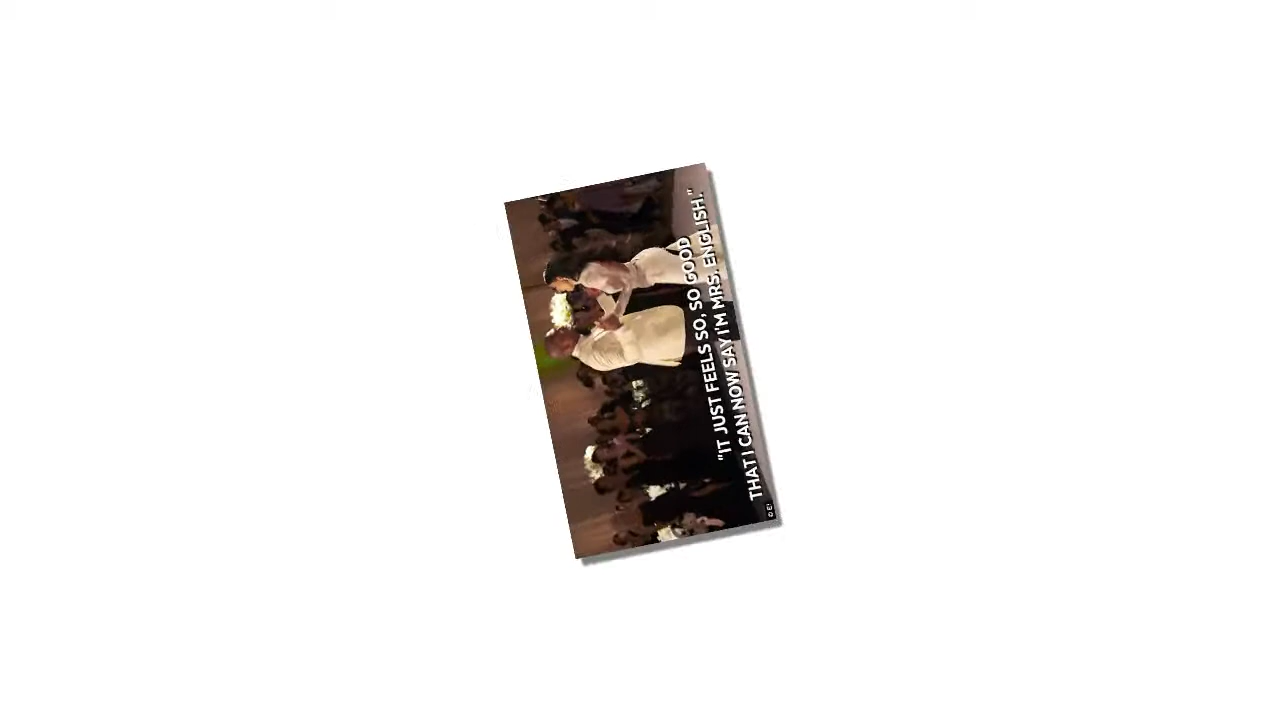 “IT JUST FEELS SO, SO GOOD
THAT I CAN NOW SAY I'M MRS. ENGLISH.”
© E!